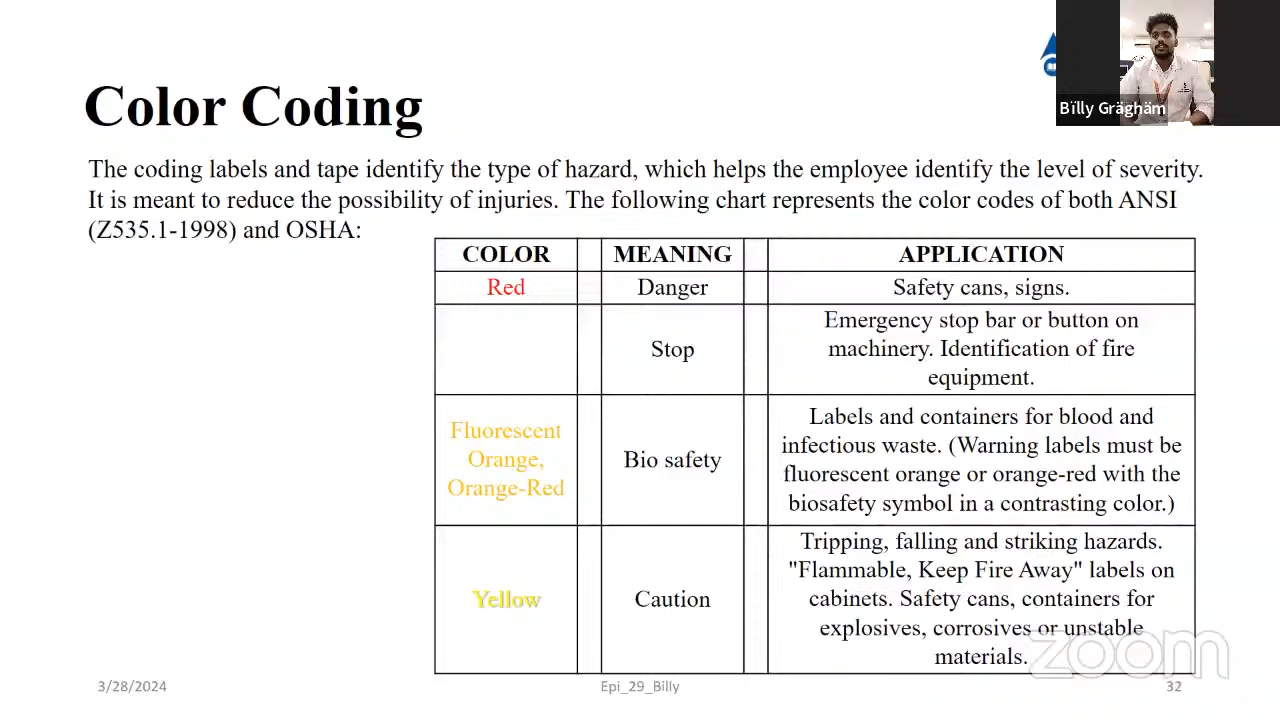 Bïlly Grägħäm
Color Coding
The coding labels and tape identify the type of hazard, which helps the employee identify the level of severity.
It is meant to reduce the possibility of injuries. The following chart represents the color codes of both ANSI
(Z535.1-1998) and OSHA:
COLOR MEANING APPLICATION
Red Danger Safety cans, signs.
Stop
Emergency stop bar or button on
machinery. Identification of fire
equipment.
Fluorescent
Orange,
Orange-Red
Bio safety
Labels and containers for blood and
infectious waste. (Warning labels must be
fluorescent orange or orange-red with the
biosafety symbol in a contrasting color.)
Yellow
Caution
Tripping, falling and striking hazards.
"Flammable, Keep Fire Away" labels on
cabinets. Safety cans, containers for
explosives, corrosives or unstable
materials.
zoom
3/28/2024 Epi_29_Billy 32